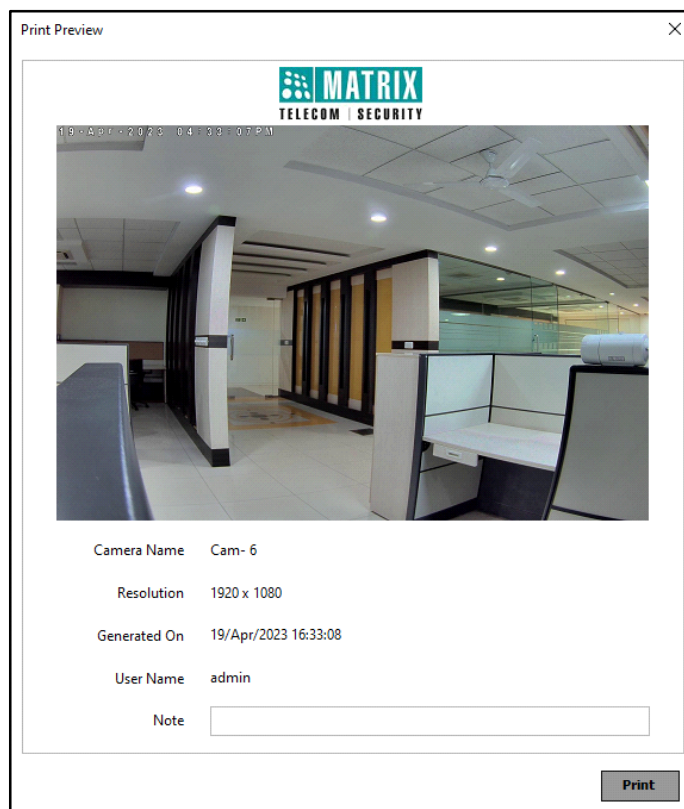 Print Preview
MATRIX
TELECOM | SECURITY
19-Apr-2023 04:33:07PM
Camera Name Cam- 6
Resolution 1920 x 1080
Generated On 19/Apr/2023 16:33:08
User Name admin
Note
Print